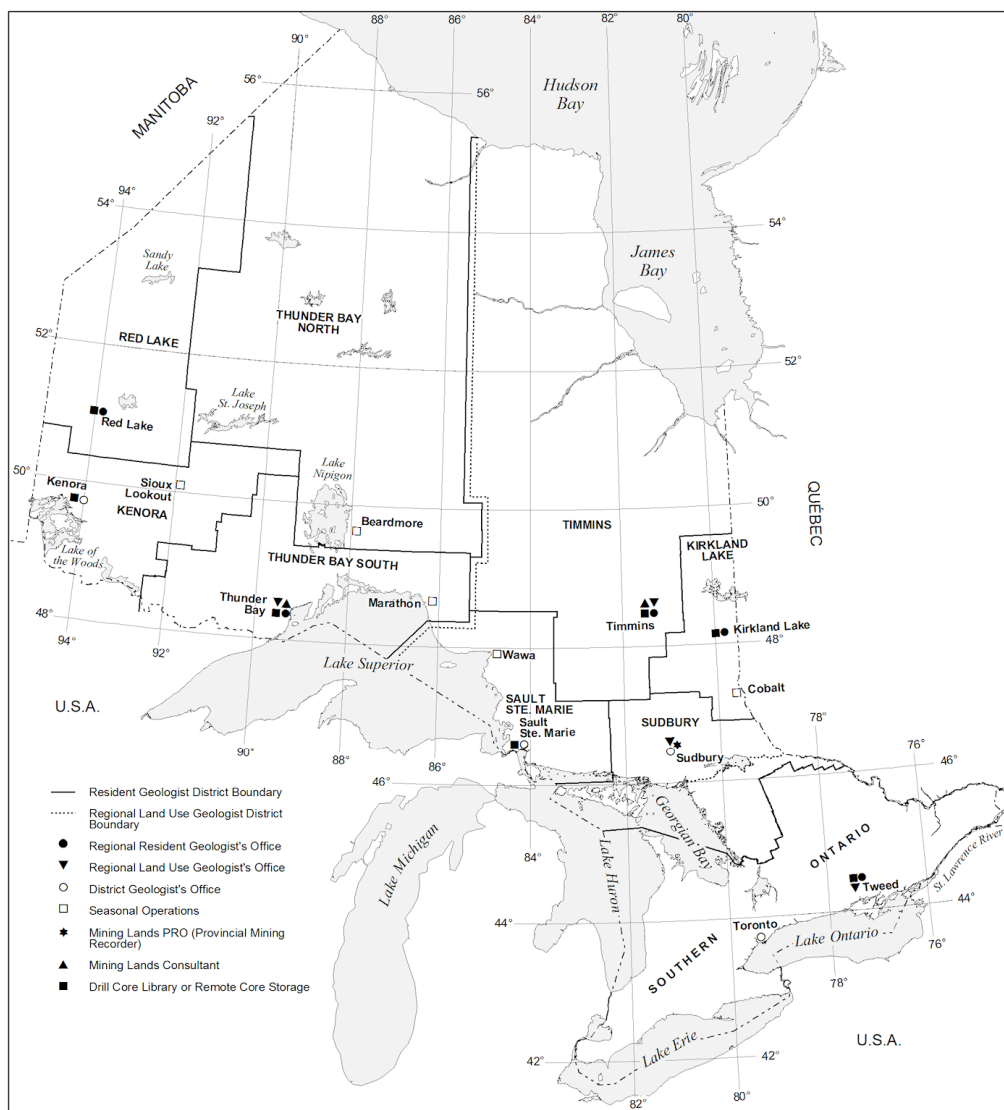 88°
86°
84°
82°
80°
90°
56°
56°
Hudson
Bay
MANITOBA
92°
94°
54°
54°
Sandy
Lake
James
Bay
THUNDER BAY
NORTH
52°
RED LAKE
52°
Lake
St. Joseph
Red Lake
50°
Kenora
Sioux
Lookout
KENORA
Lake
Nipigon
Beardmore
50°
QUÉBEC
TIMMINS
KIRKLAND
LAKE
Lake of
the Woods
THUNDER BAY SOUTH
Thunder
Bay
Marathon
Timmins
Kirkland Lake
48°
94°
92°
48°
Lake Superior
Wawa
Cobalt
U.S.A.
SAULT
STE. MARIE
Sault
Ste. Marie
SUDBURY
Sudbury
78°
76°
46°
90°
88°
86°
46°
Resident Geologist District Boundary
Regional Land Use Geologist District
Boundary
Regional Resident Geologist's Office
Regional Land Use Geologist's Office
District Geologist's Office
Seasonal Operations
Mining Lands PRO (Provincial Mining
Recorder)
Mining Lands Consultant
Drill Core Library or Remote Core Storage
Lake Michigan
84°
Lake Huron
Georgian Bay
ONTARIO
St. Lawrence River
Tweed
44°
44°
Toronto
Lake Ontario
76°
78°
SOUTHERN
Lake Erie
U.S.A.
42°
42°
80°
82°